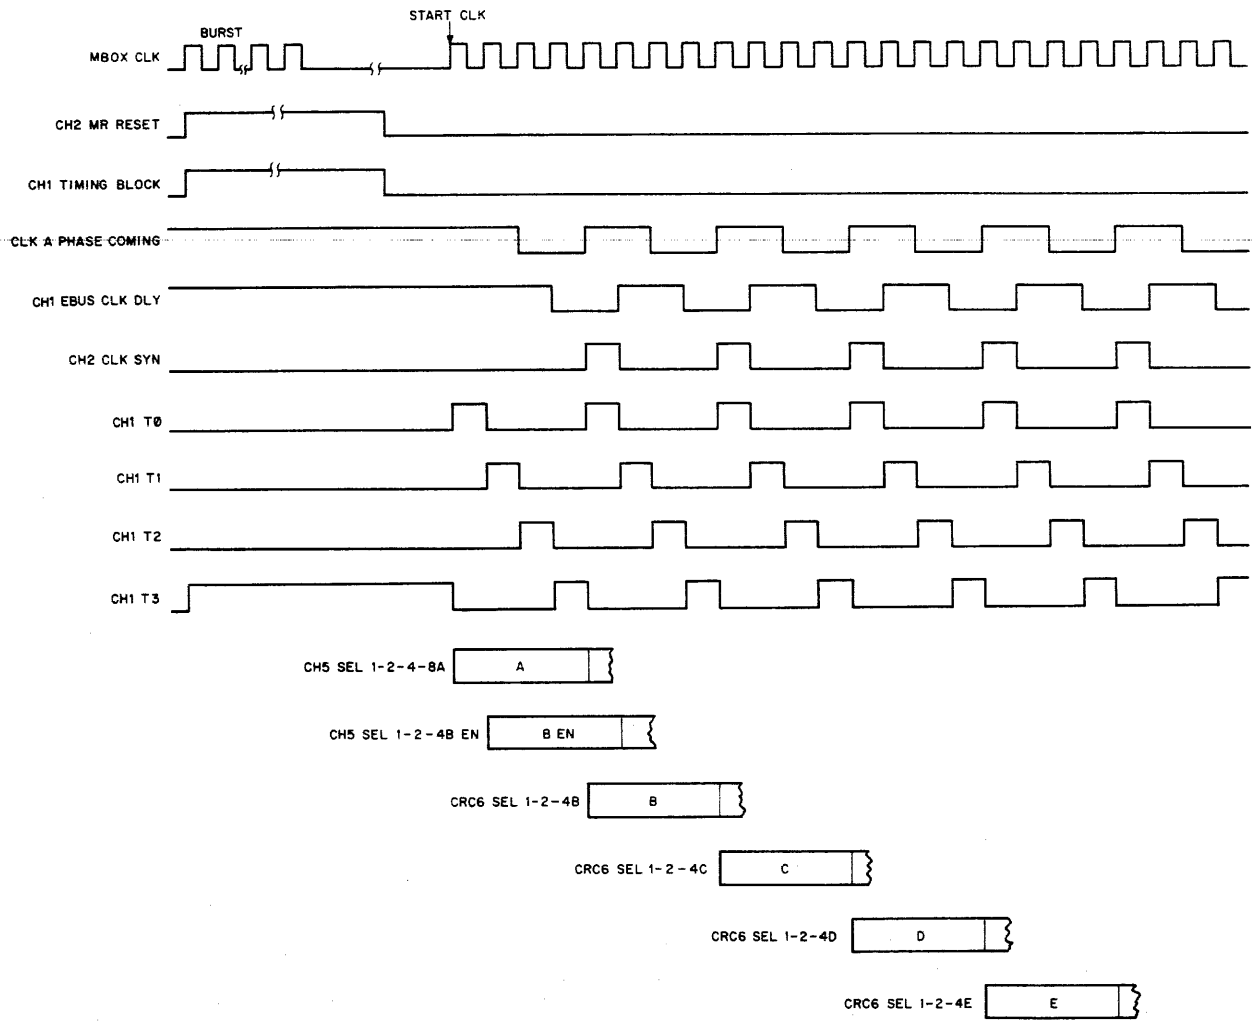 START CLK
BURST
MBOX CLK
CH2 MR RESET
CH1 TIMING BLOCK
CLK A PHASE COMING
CH1 EBUS CLK DLY
CH2 CLK SYN
CH1 TØ
CH1 T1
CH1 T2
CH1 T3
CH5 SEL 1-2-4-8A A
CH5 SEL 1-2-4B EN B EN
CRC6 SEL 1-2-4B B
CRC6 SEL 1-2-4C C
CRC6 SEL 1-2-4D D
CRC6 SEL 1-2-4E E